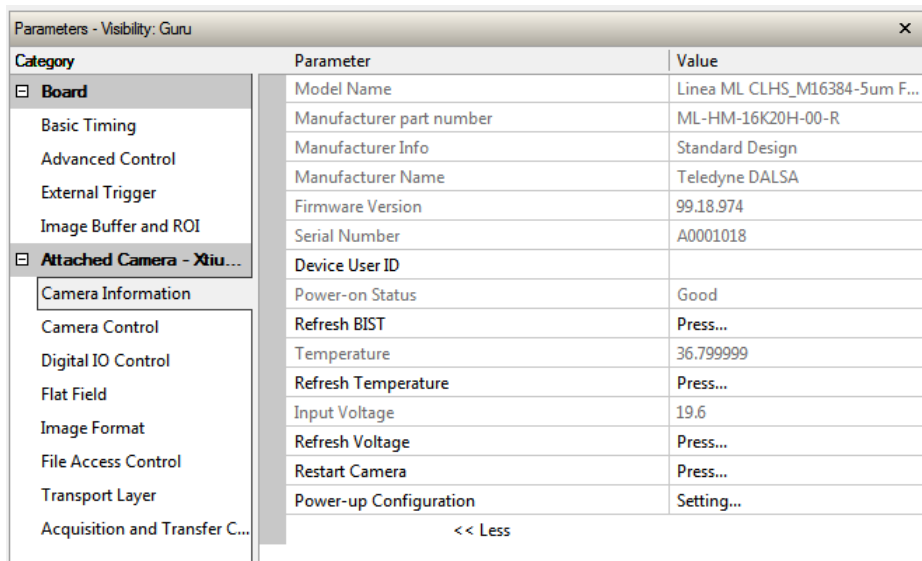 Parameters - Visibility: Guru
Category Parameter Value
Board
Basic Timing
Advanced Control
External Trigger
Image Buffer and ROI
Attached Camera - Xtiu...
Camera Information
Camera Control
Digital IO Control
Flat Field
Image Format
File Access Control
Transport Layer
Acquisition and Transfer C...
Model Name Linea ML CLHS_M16384-5um F...
Manufacturer part number ML-HM-16K20H-00-R
Manufacturer Info Standard Design
Manufacturer Name Teledyne DALSA
Firmware Version 99.18.974
Serial Number A0001018
Device User ID
Power-on Status Good
Refresh BIST Press...
Temperature 36.799999
Refresh Temperature Press...
Input Voltage 19.6
Refresh Voltage Press...
Restart Camera Press...
Power-up Configuration Setting...
<< Less